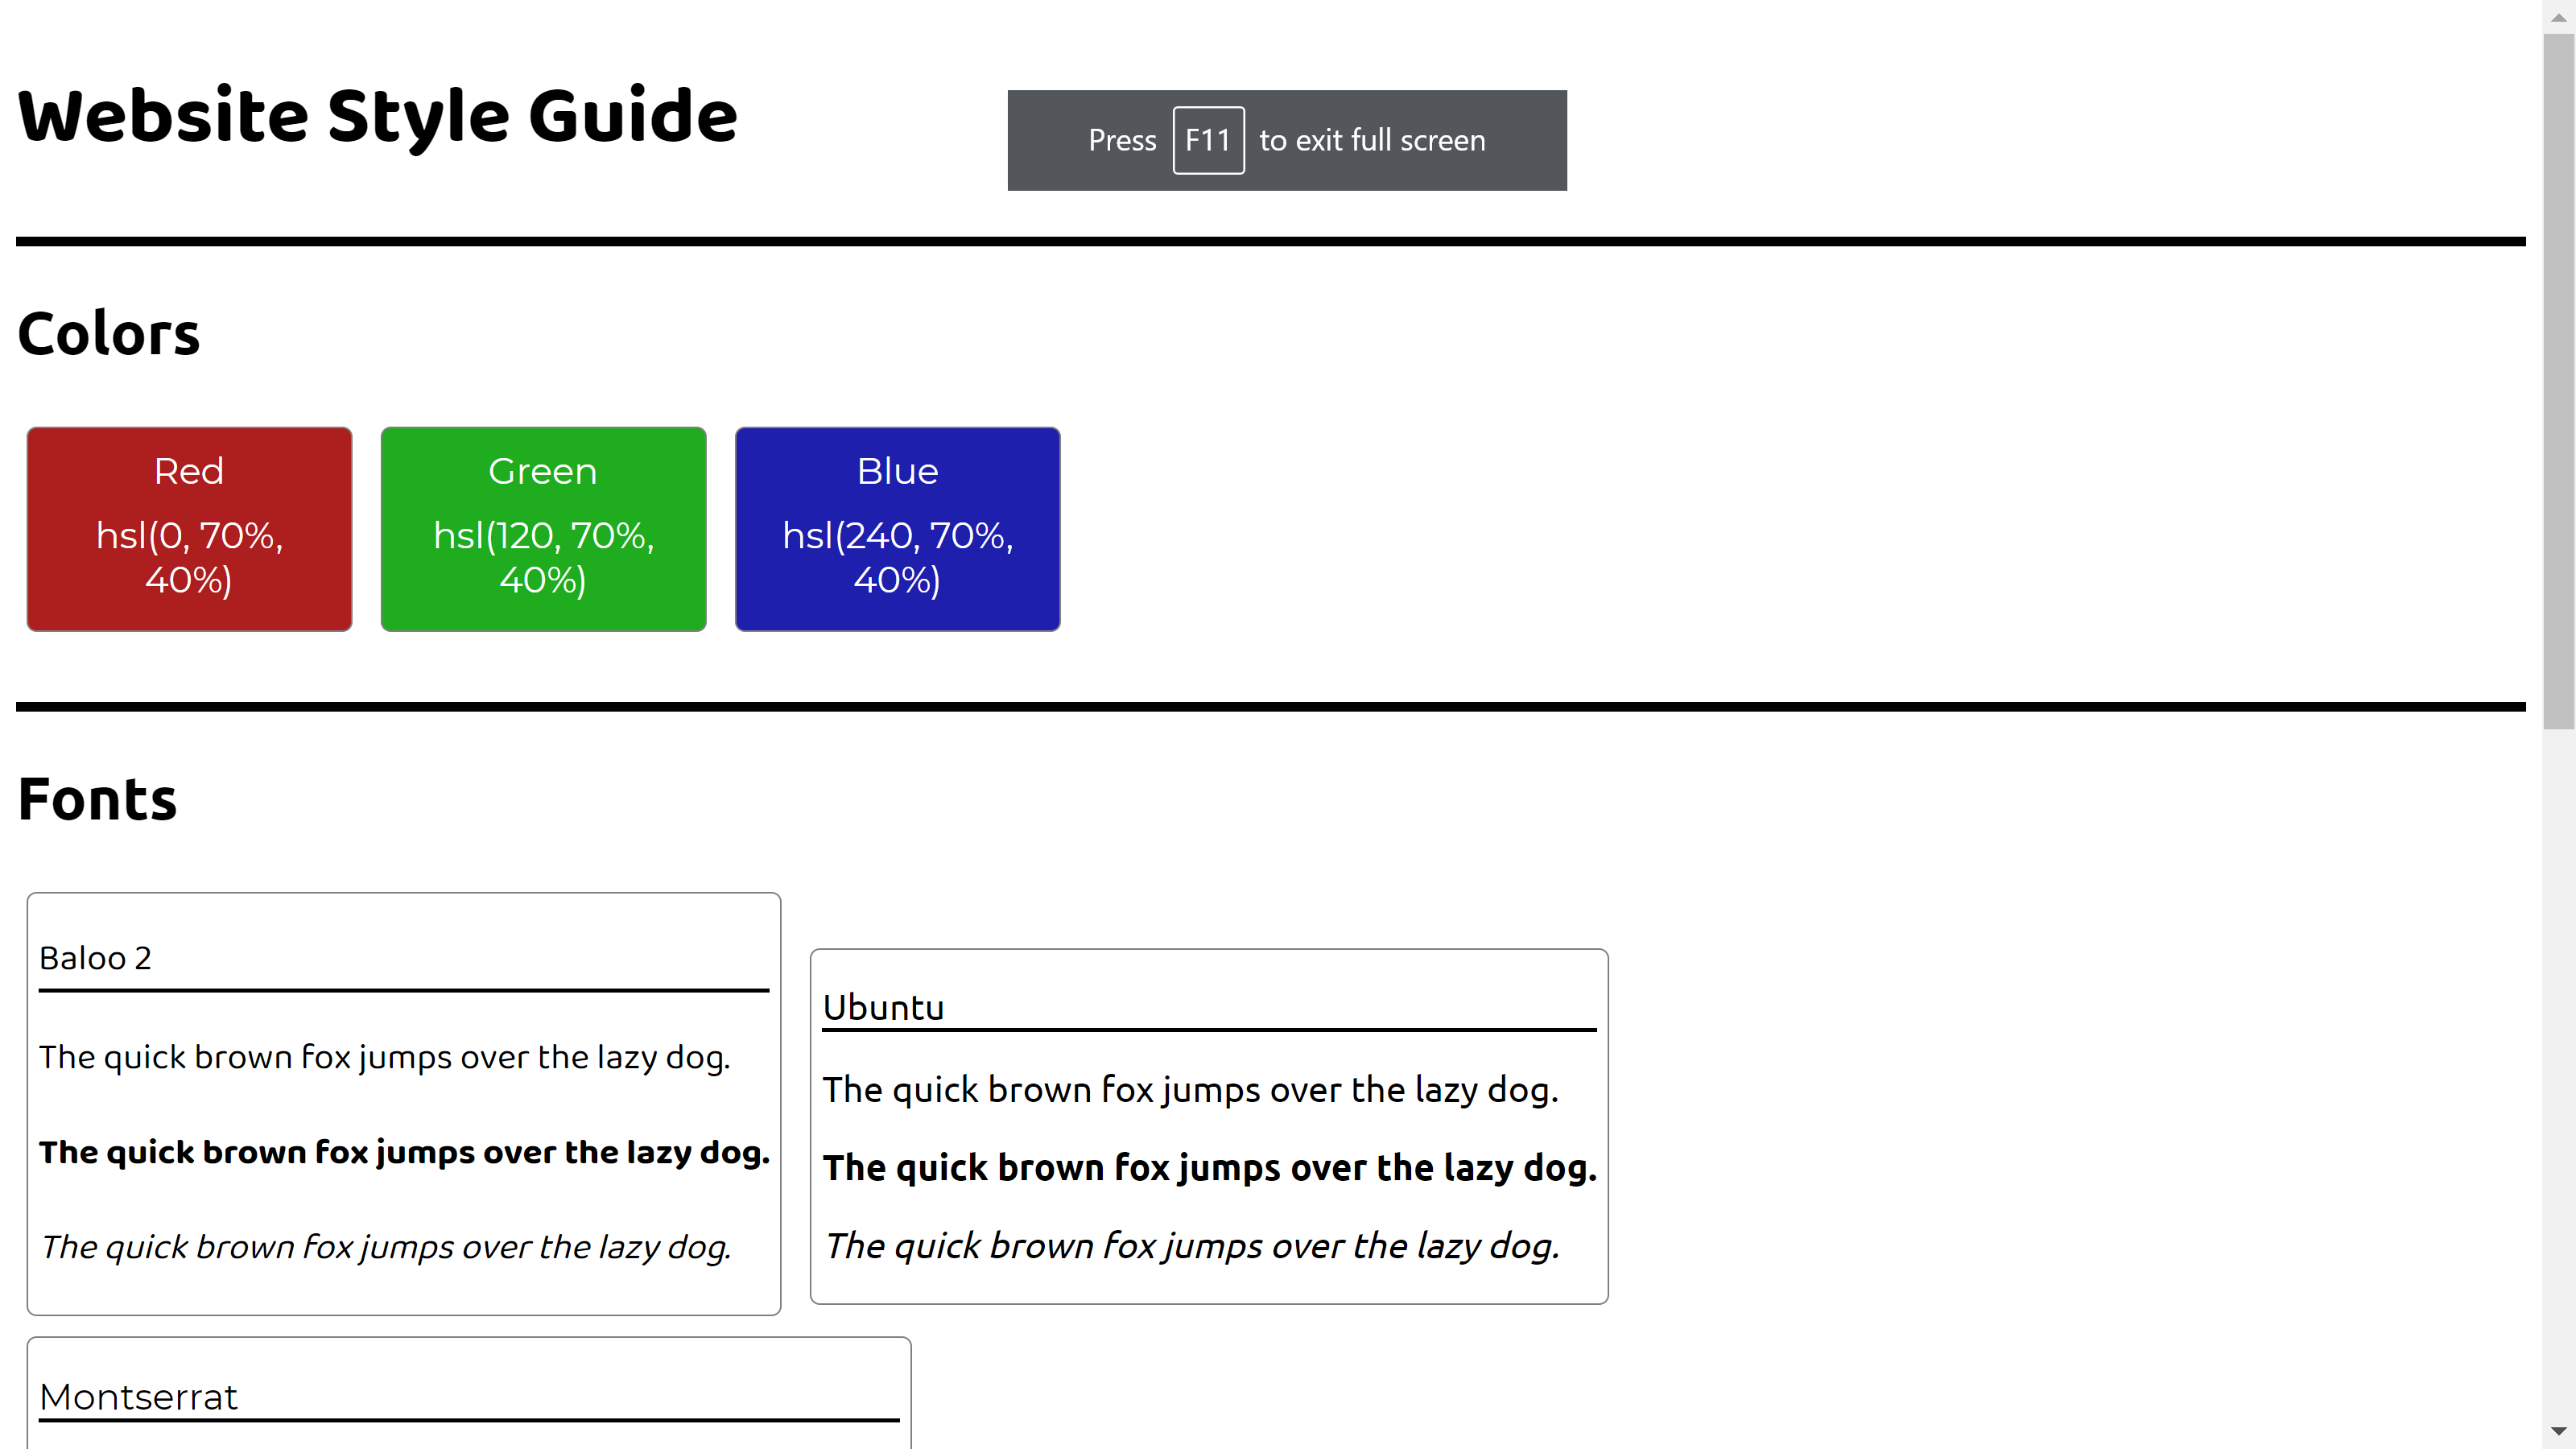 Website Style Guide
Press F11 to exit full screen
Colors
Red
hsl(0, 70%,
40%)
Green
hsl(120, 70%,
40%)
Blue
hsl(240, 70%,
40%)
Fonts
Baloo 2
The quick brown fox jumps over the lazy dog.
The quick brown fox jumps over the lazy dog.
The quick brown fox jumps over the lazy dog.
Ubuntu
The quick brown fox jumps over the lazy dog.
The quick brown fox jumps over the lazy dog.
The quick brown fox jumps over the lazy dog.
Montserrat